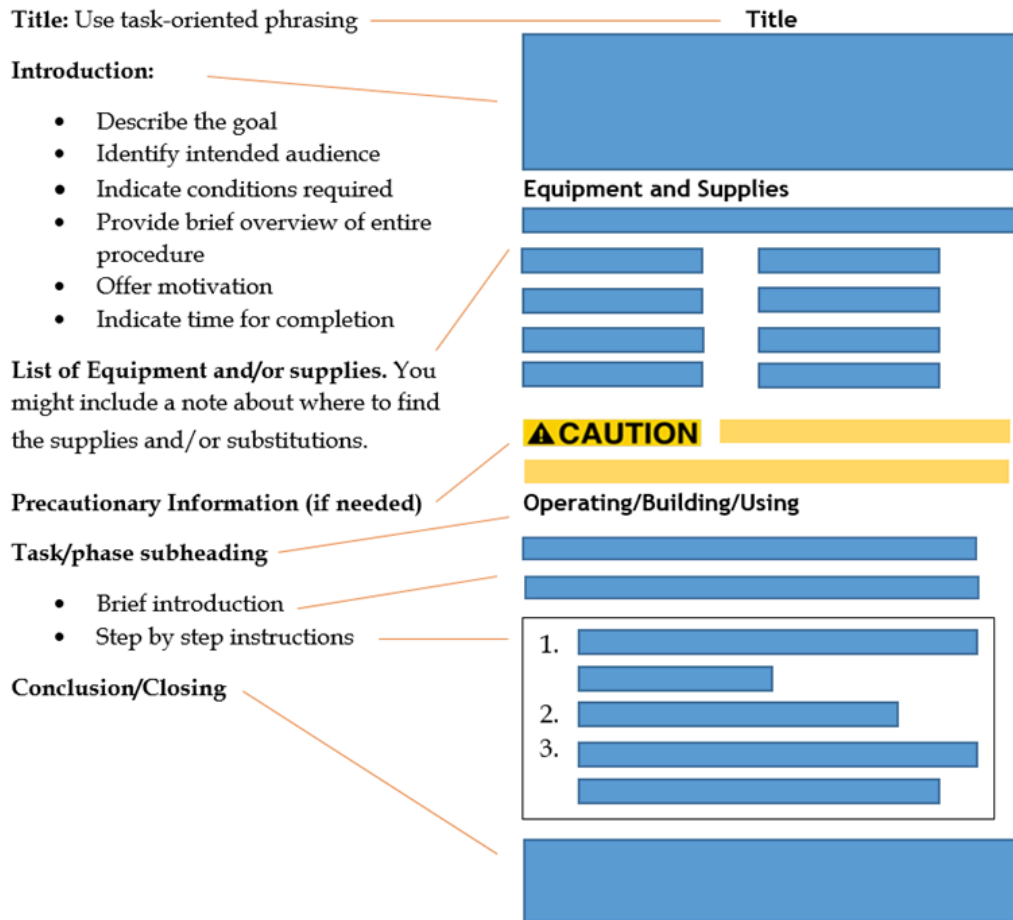 Title: Use task-oriented phrasing
Introduction:
• Describe the goal
• Identify intended audience
• Indicate conditions required
• Provide brief overview of entire
procedure
• Offer motivation
• Indicate time for completion
List of Equipment and/or supplies. You
might include a note about where to find
the supplies and/or substitutions.
Precautionary Information (if needed)
Task/phase subheading
• Brief introduction
• Step by step instructions
Conclusion/Closing
Title
Equipment and Supplies
CAUTION
Operating/Building/Using
1.
2.
3.